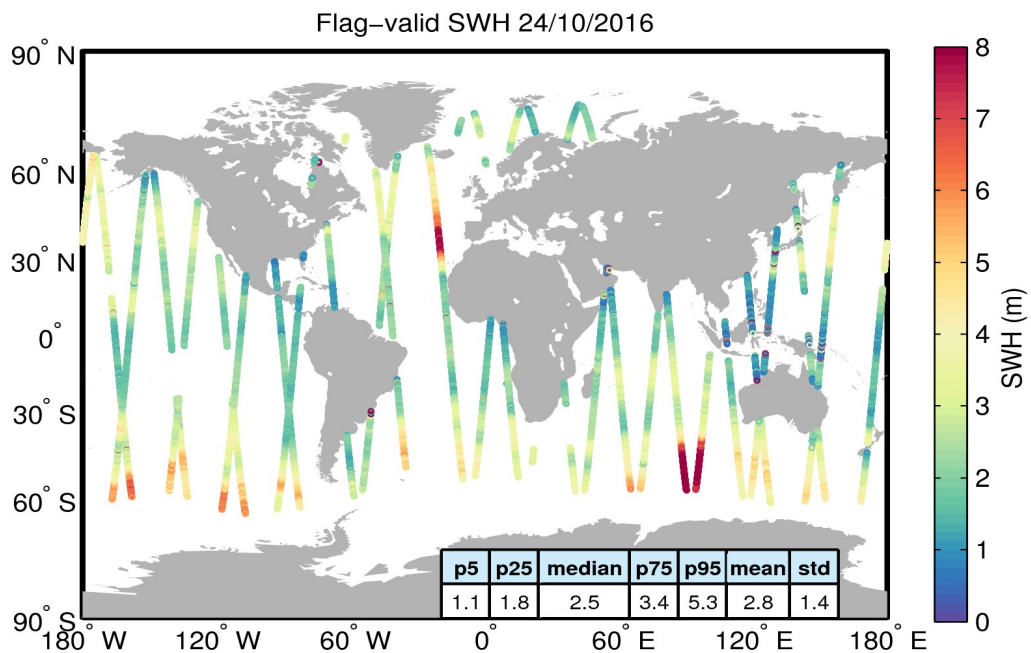 Flag−valid SWH 24/10/2016
90° N
60° N
30° N
0°
30° S
60° S
90° S
180° W
120° W
60° W
0°
60° E
120° E
180° E
p5 p25 median p75 p95 mean std
1.1 1.8 2.5 3.4 5.3 2.8 1.4
8
7
6
5
4
3
2
1
0
SWH (m)